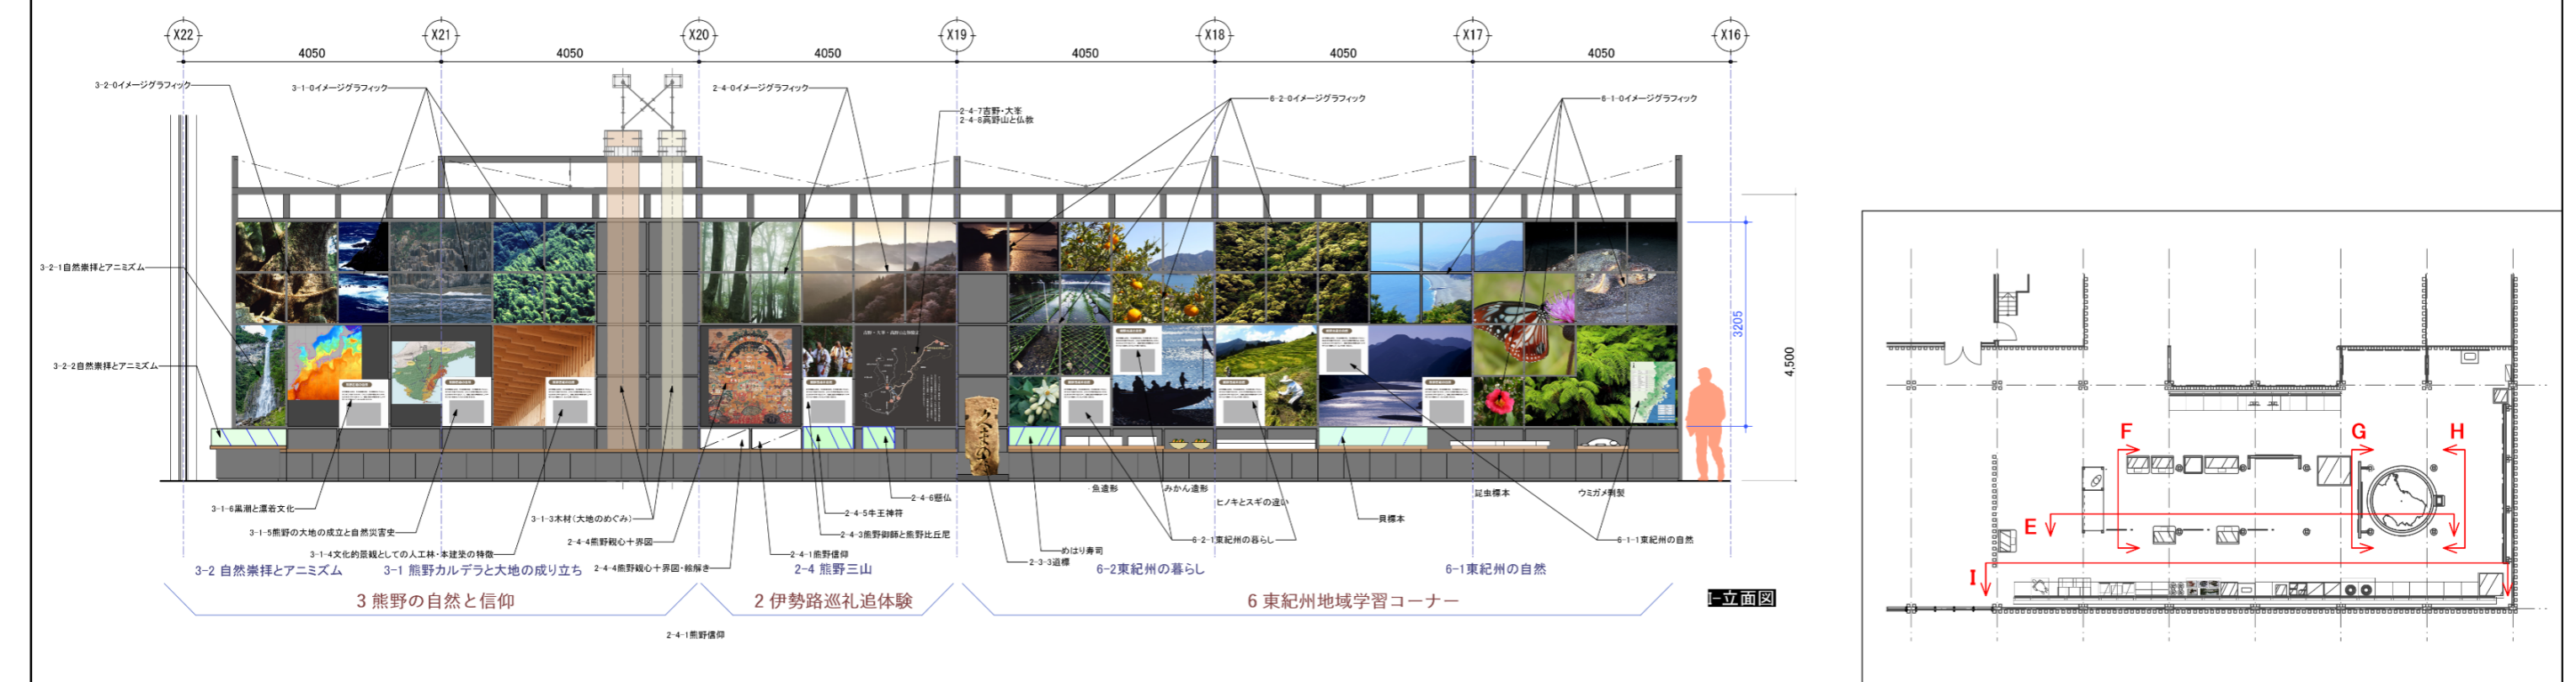 X22
X21
X20
X19
X18
X17
X16
4050
4050
4050
4050
4050
4050
3-2-0イメージグラフィック
3-1-0イメージグラフィック
2-4-0イメージグラフィック
2-4-7吉野・大峯
2-4-8高野山と仏教
6-2-0イメージグラフィック
6-1-0イメージグラフィック
3-2-1自然崇拝とアニミズム
3-2-2自然崇拝とアニミズム
3205
4,500
3-1-6黒潮と漂着文化
3-1-5熊野の大地の成立と自然災害史
3-1-4文化的景観としての人工林・本建築の特徴
3-1-3木材(大地のめぐみ)
2-4-4熊野観心十界図
2-4-4熊野観心十界図・絵解き
2-4-1熊野信仰
2-4-3熊野御師と熊野比丘尼
2-4-5牛王神符
2-4-6懸仏
2-3-3道標
めはり寿司
魚造形
みかん造形
6-2-1東紀州の暮らし
ヒノキとスギの違い
貝標本
昆虫標本
ウミガメ剥製
6-1-1東紀州の自然
3-2 自然崇拝とアニミズム
3-1 熊野カルデラと大地の成り立ち
2-4 熊野三山
6-2東紀州の暮らし
6-1東紀州の自然
3 熊野の自然と信仰
2 伊勢路巡礼追体験
6 東紀州地域学習コーナー
I-立面図
2-4-1熊野信仰
F
G
H
E
I